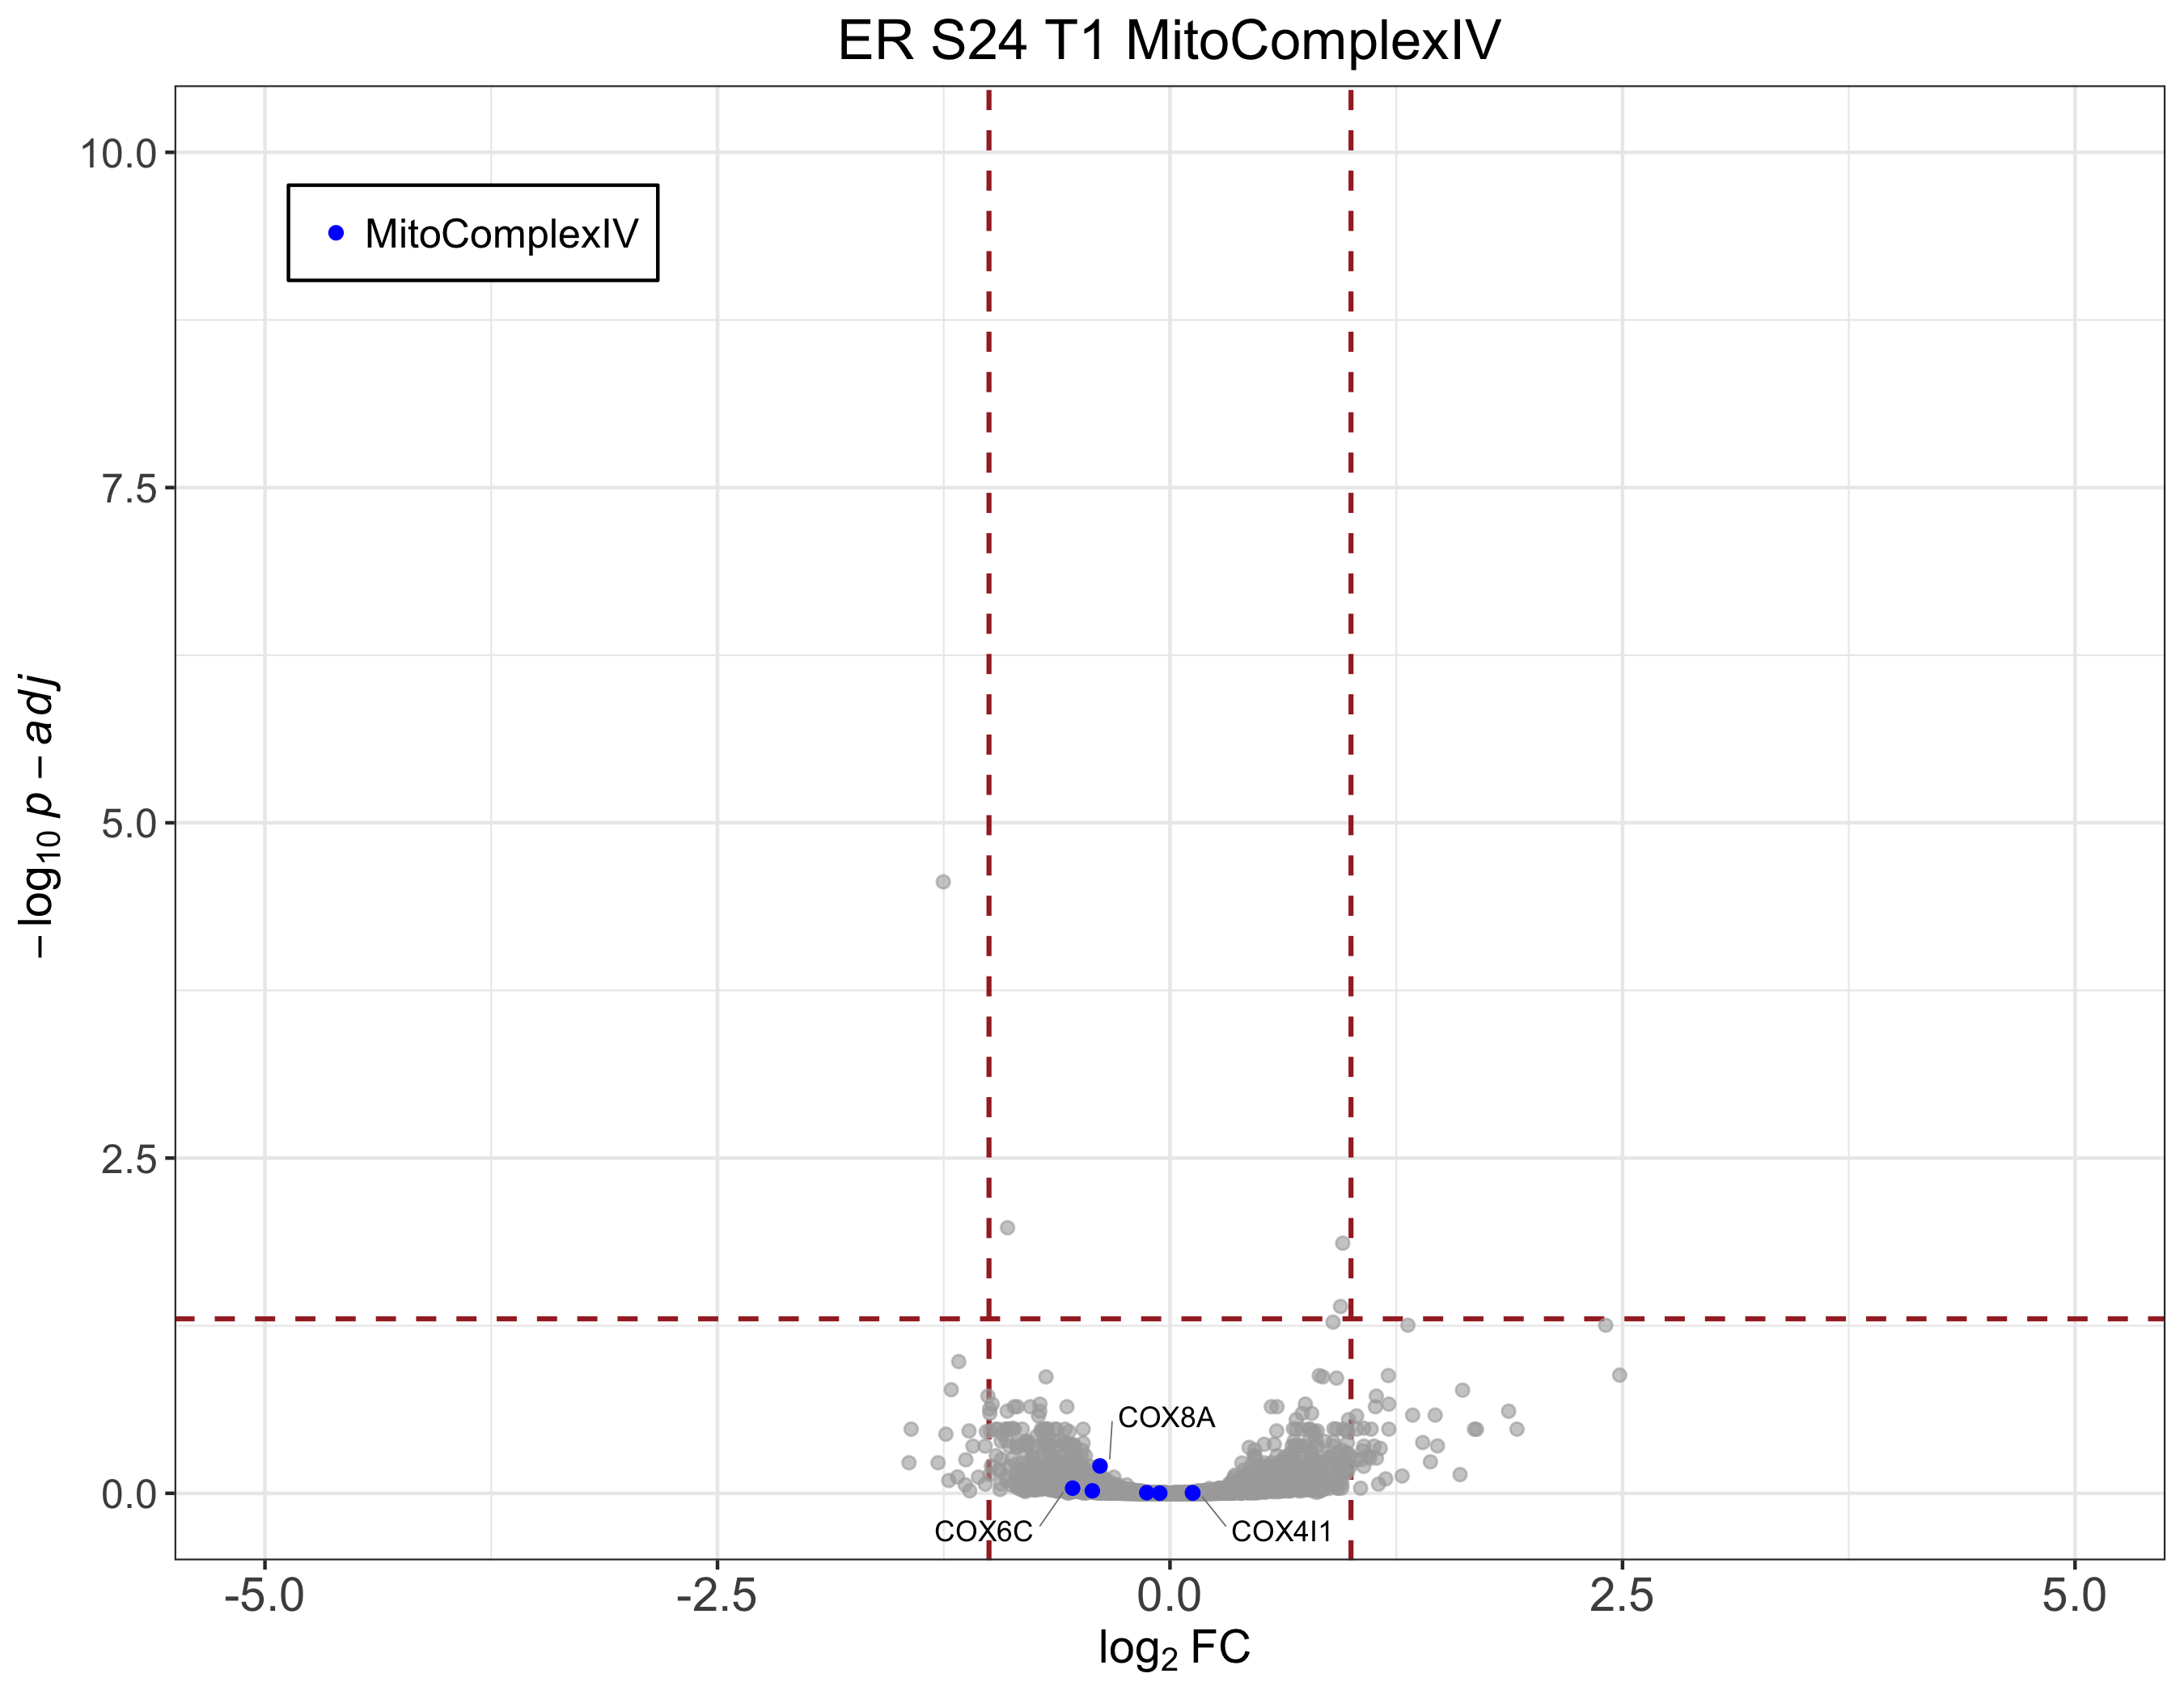 ER S24 T1 MitoComplexIV
10.0
MitoComplexIV
7.5
5.0
2.5
0.0
−log10 p − adj
COX8A
COX6C
COX4I1
-5.0
-2.5
0.0
2.5
5.0
log2 FC